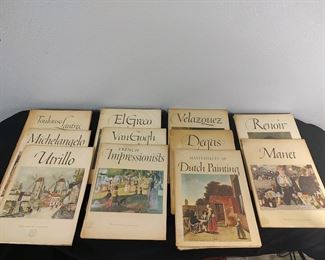 Toulouse
Lautrec
El Greco
Velazquez
Renoir
Michelangelo
Van Gogh
Degas
Manet
Utrillo
FRENCH
Impressionists
MASTERPIECES OF
Dutch Painting